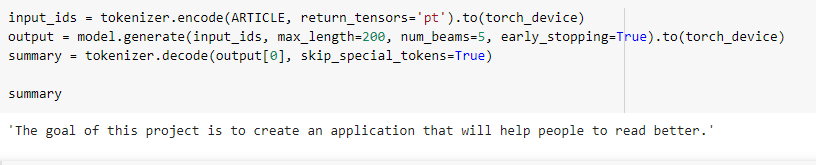 input_ids = tokenizer.encode(ARTICLE, return_tensors='pt').to(torch_device)
output = model.generate(input_ids, max_length=200, num_beams=5, early_stopping=True).to(torch_device)
summary = tokenizer.decode(output[0], skip_special_tokens=True)
summary
'The goal of this project is to create an application that will help people to read better.'